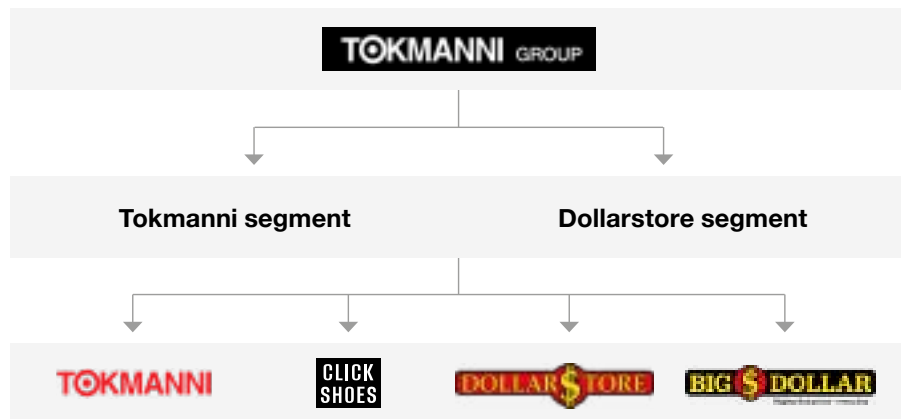 TOKMANNI GROUP
Tokmanni segment
Dollarstore segment
TOKMANNI
CLICK
SHOES
DOLLAR$TORE
BIG $ DOLLAR